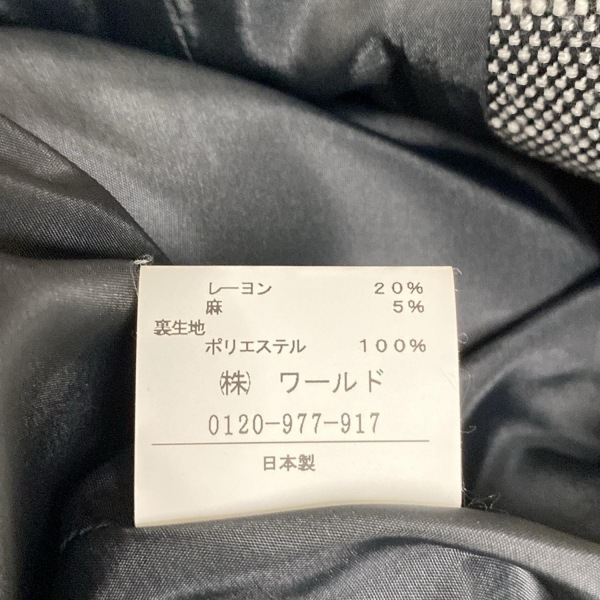 レーヨン 20%
麻 5%
裏生地
ポリエステル 100%
㈱ ワールド
0120-977-917
日本製